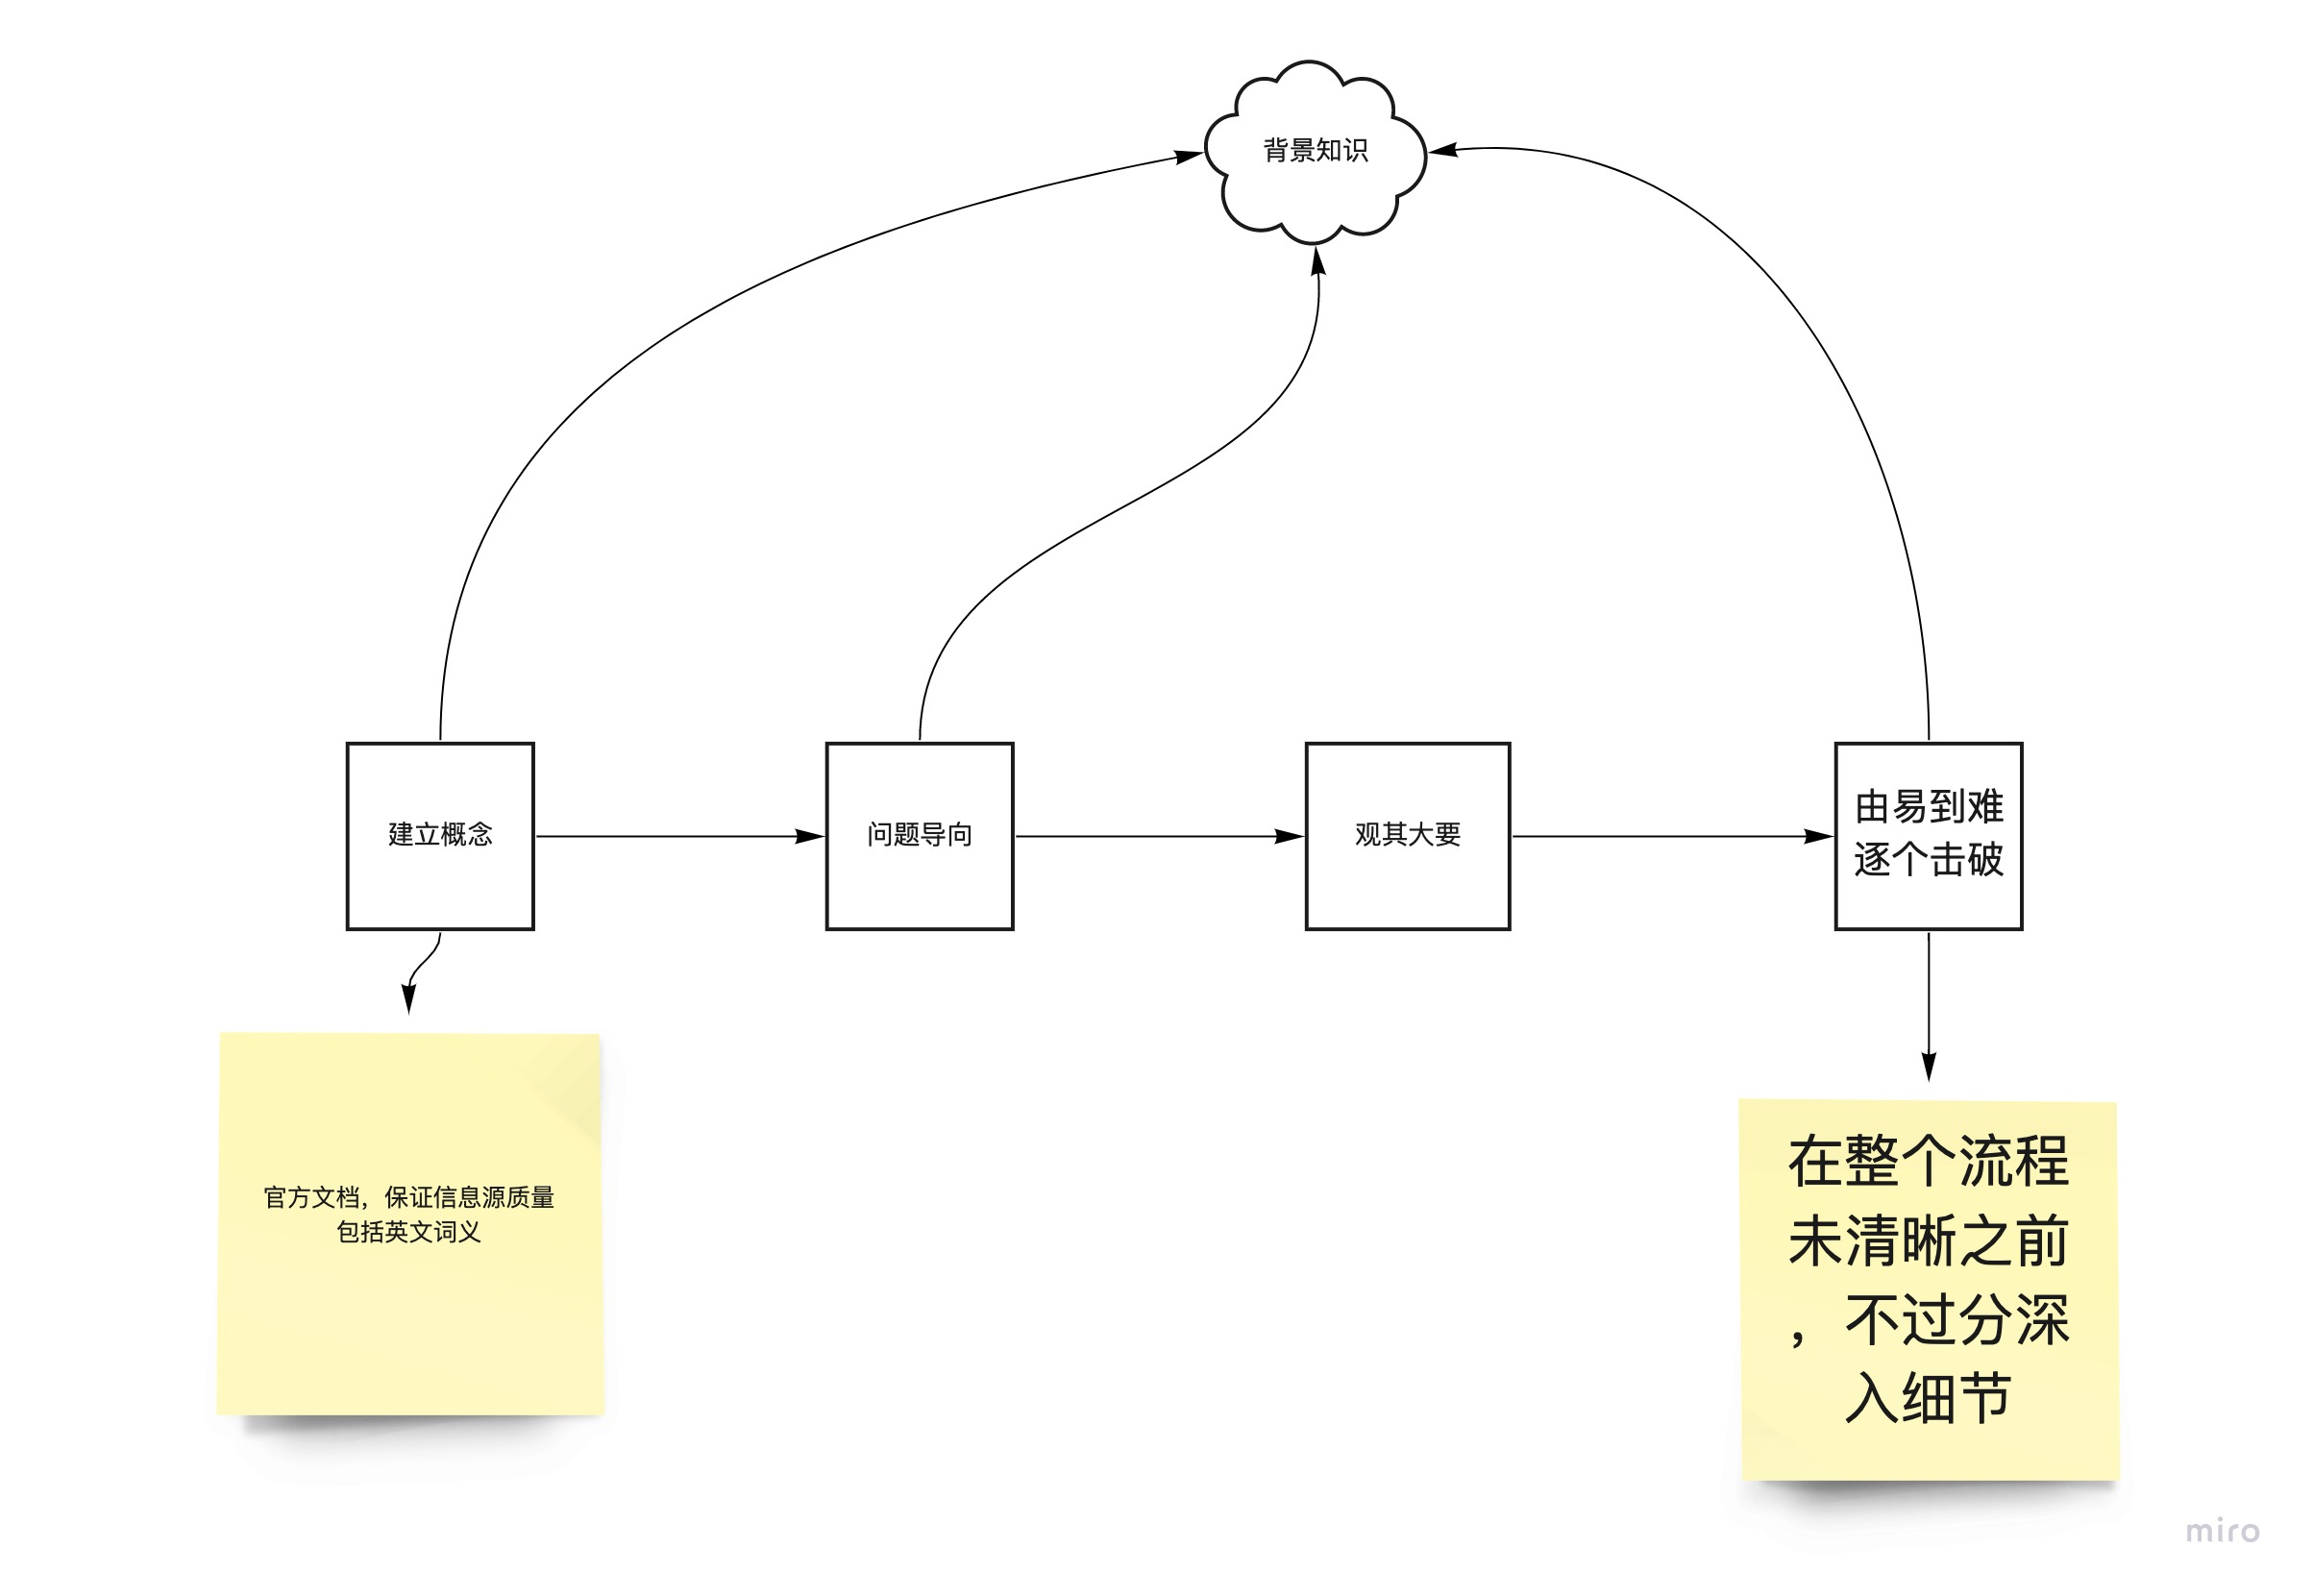 背景知识
建立概念
问题导向
观其大要
由易到难
逐个击破
官方文档，保证信息源质量
包括英文词义
在整个流程
未清晰之前
，不过分深
入细节
miro